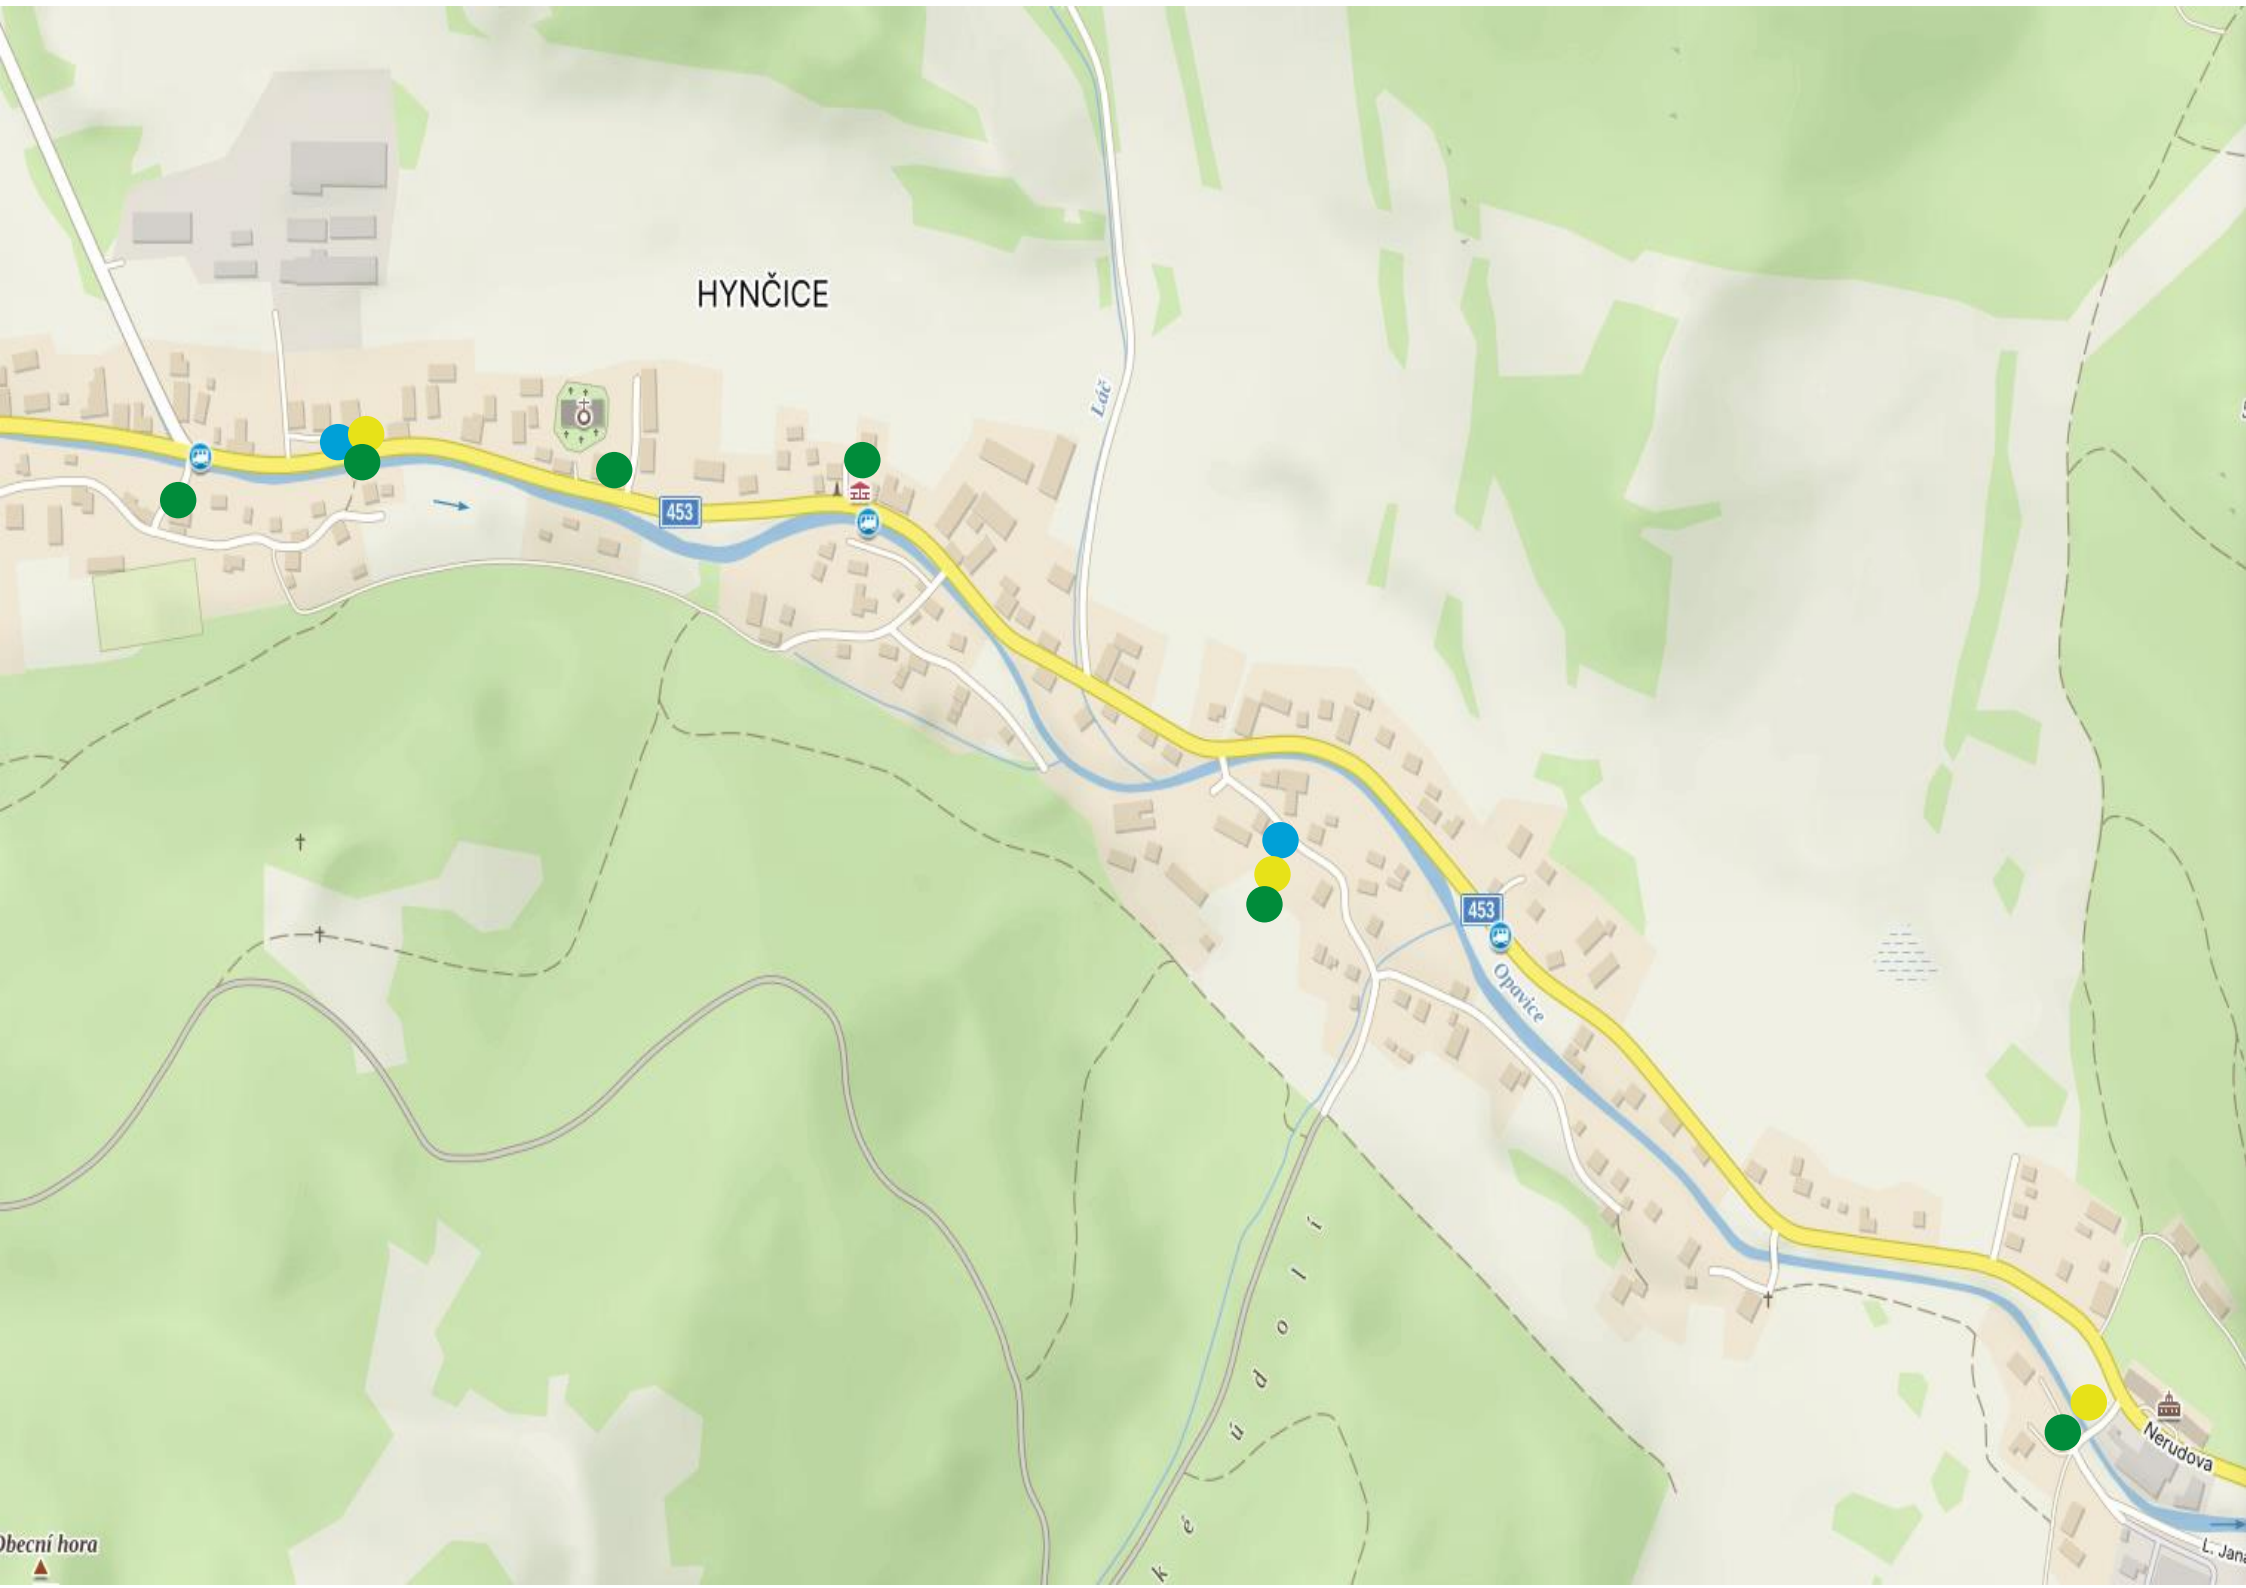 HYNČICE
Láč
453
453
Opavice
k é ú d o l í
Nerudova
Obecní hora
L. Jana